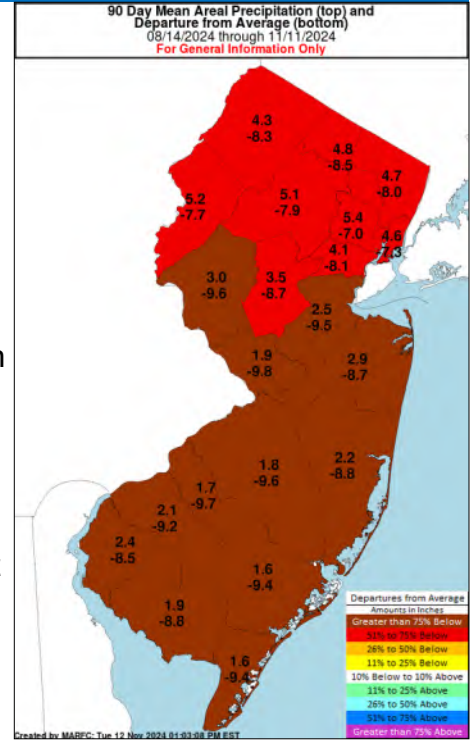 90 Day Mean Areal Precipitation (top) and
Departure from Average (bottom)
08/14/2024 through 11/11/2024
For General Information Only
4.3
-8.3
4.8
-8.5
4.7
-8.0
5.2
-7.7
5.1
-7.9
5.4
-7.0
4.6
-7.3
4.1
-8.1
3.0
-9.6
3.5
-8.7
2.5
-9.5
1.9
-9.8
2.9
-8.7
1.8
-9.6
2.2
-8.8
1.7
-9.7
2.1
-9.2
2.4
-8.5
1.6
-9.4
1.9
-8.8
1.6
-9.4
Departures from Average
Amounts in Inches
Greater than 75% Below
51% to 75% Below
26% to 50% Below
11% to 25% Below
10% Below to 10% Above
11% to 25% Above
26% to 50% Above
51% to 75% Above
Greater than 75% Above
Created by MARFC: Tue 12 Nov 2024 01:03:08 PM EST